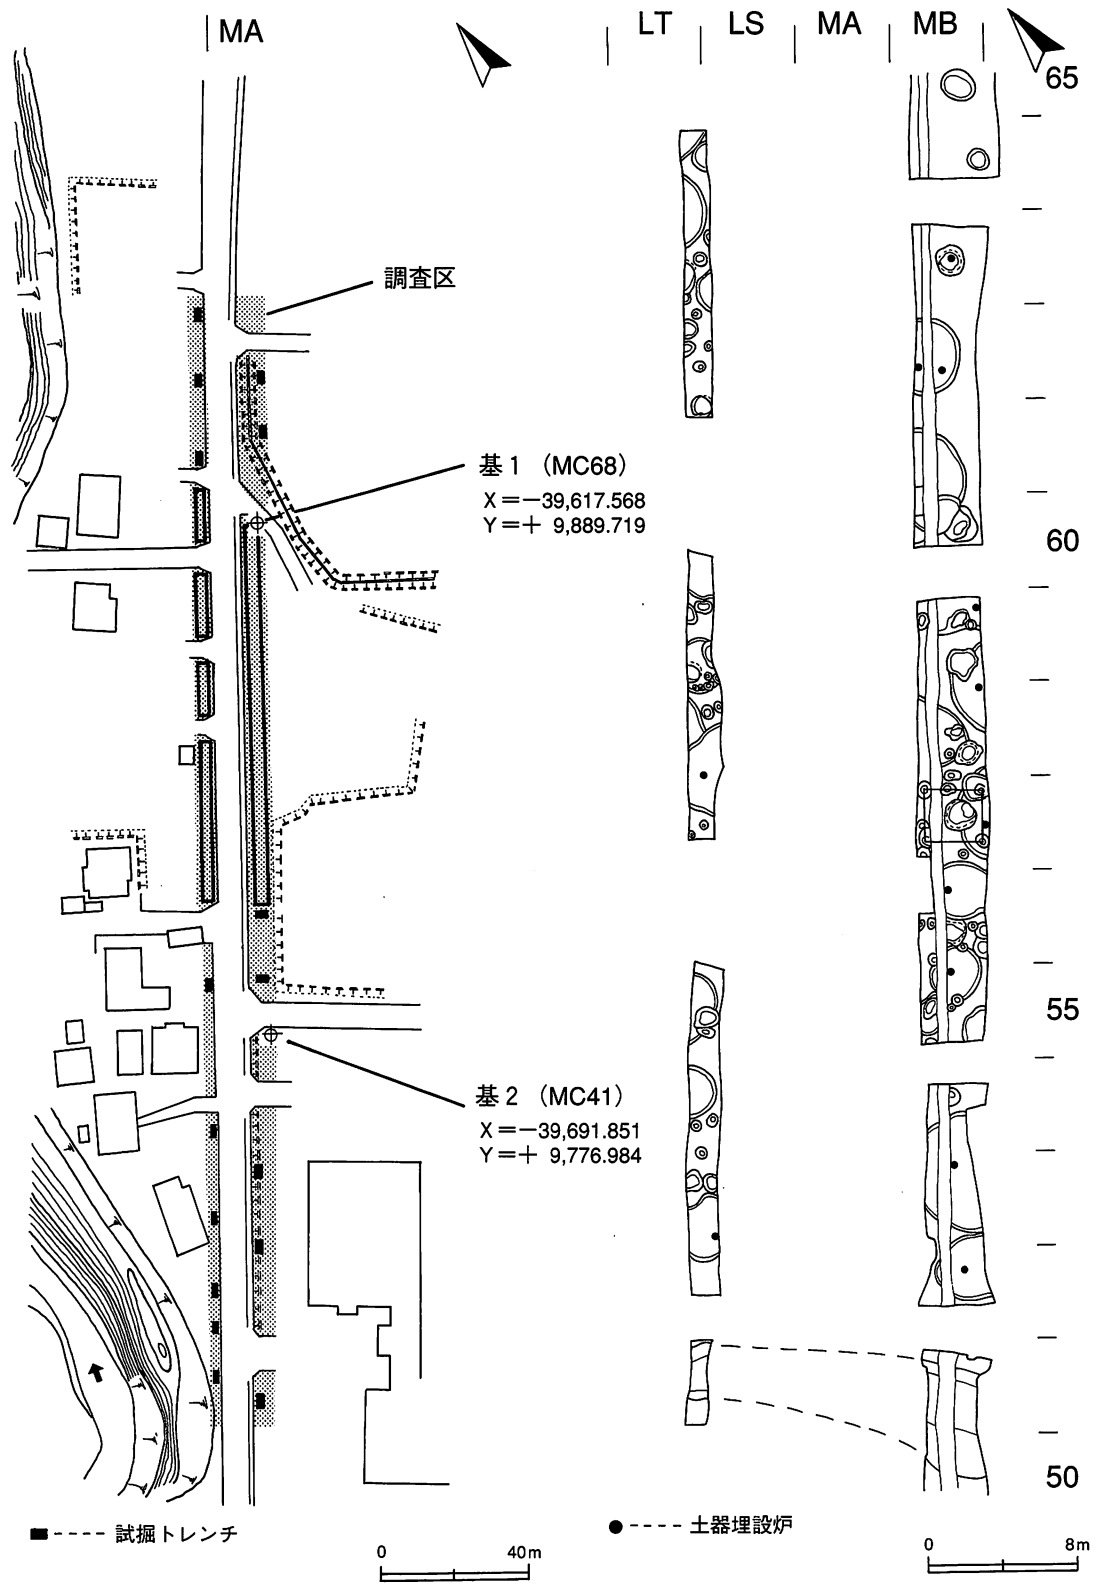 MA
LT LS MA MB
65
調査区
基1 (MC68)
X=-39,617.568
Y=+ 9,889.719
60
55
基2 (MC41)
X=-39,691.851
Y=+ 9,776.984
50
試掘トレンチ
土器埋設炉
0 40m
0 8m